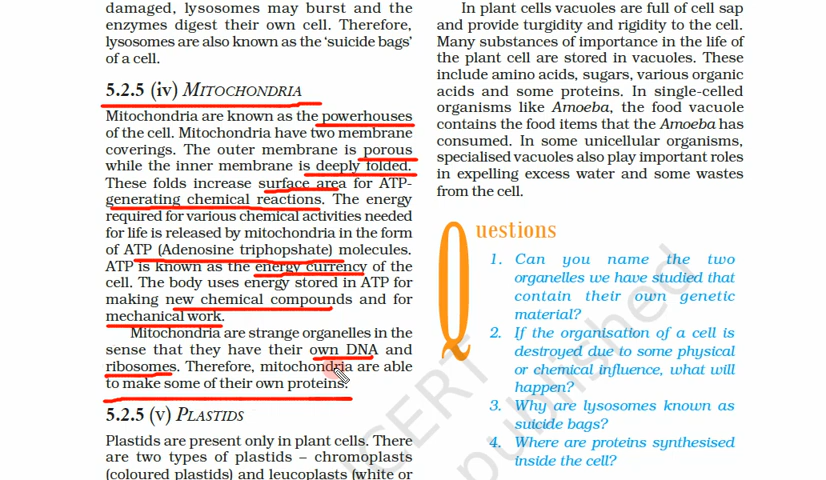 damaged, lysosomes may burst and the
enzymes digest their own cell. Therefore,
lysosomes are also known as the ‘suicide bags’
of a cell.
5.2.5 (iv) MITOCHONDRIA
Mitochondria are known as the powerhouses
of the cell. Mitochondria have two membrane
coverings. The outer membrane is porous
while the inner membrane is deeply folded.
These folds increase surface area for ATP-
generating chemical reactions. The energy
required for various chemical activities needed
for life is released by mitochondria in the form
of ATP (Adenosine triphopshate) molecules.
ATP is known as the energy currency of the
cell. The body uses energy stored in ATP for
making new chemical compounds and for
mechanical work.
Mitochondria are strange organelles in the
sense that they have their own DNA and
ribosomes. Therefore, mitochondria are able
to make some of their own proteins.
5.2.5 (v) PLASTIDS
Plastids are present only in plant cells. There
are two types of plastids – chromoplasts
(coloured plastids) and leucoplasts (white or
In plant cells vacuoles are full of cell sap
and provide turgidity and rigidity to the cell.
Many substances of importance in the life of
the plant cell are stored in vacuoles. These
include amino acids, sugars, various organic
acids and some proteins. In single-celled
organisms like Amoeba, the food vacuole
contains the food items that the Amoeba has
consumed. In some unicellular organisms,
specialised vacuoles also play important roles
in expelling excess water and some wastes
from the cell.
Questions
1. Can you name the two
organelles we have studied that
contain their own genetic
material?
2. If the organisation of a cell is
destroyed due to some physical
or chemical influence, what will
happen?
3. Why are lysosomes known as
suicide bags?
4. Where are proteins synthesised
inside the cell?
published